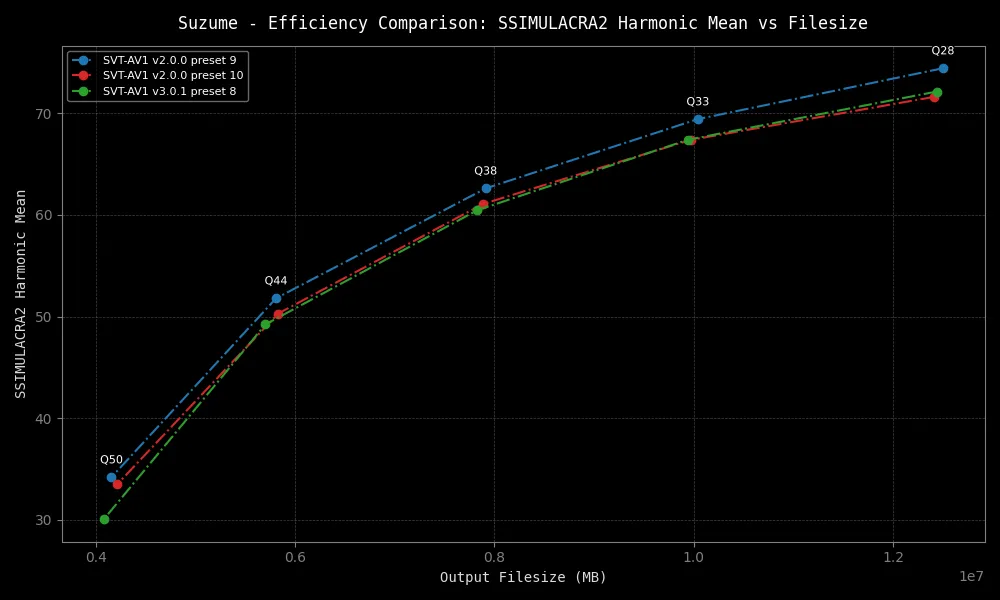 Suzume - Efficiency Comparison: SSIMULACRA2 Harmonic Mean vs Filesize
SVT-AV1 v2.0.0 preset 9
SVT-AV1 v2.0.0 preset 10
SVT-AV1 v3.0.1 preset 8
Q28
Q33
Q38
Q44
Q50
SSIMULACRA2 Harmonic Mean
70
60
50
40
30
0.4 0.6 0.8 1.0 1.2
1e7
Output Filesize (MB)